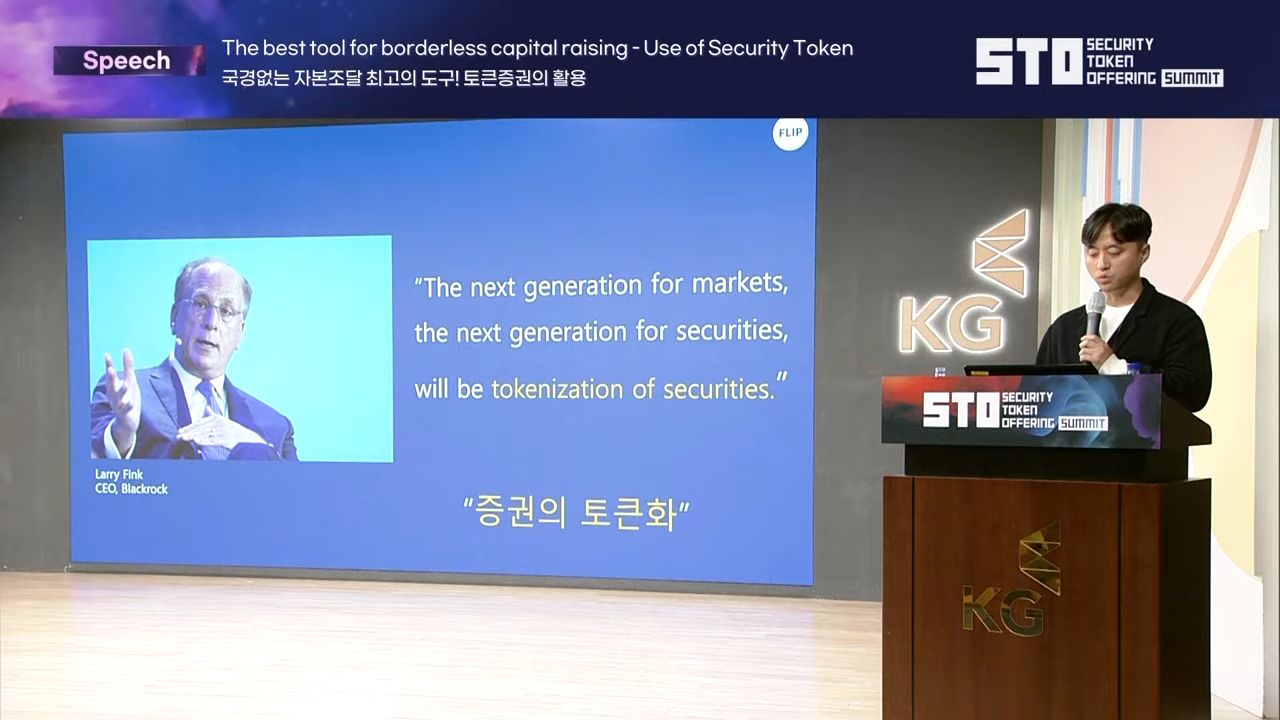 Speech
The best tool for borderless capital raising - Use of Security Token
국경없는 자본조달 최고의 도구! 토큰증권의 활용
STO
SECURITY
TOKEN
OFFERING SUMMIT
FLIP
"The next generation for markets,
the next generation for securities,
will be tokenization of securities."
Larry Fink
CEO, Blackrock
"증권의 토큰화"
KG
STO
SECURITY
TOKEN
OFFERING SUMMIT
KG